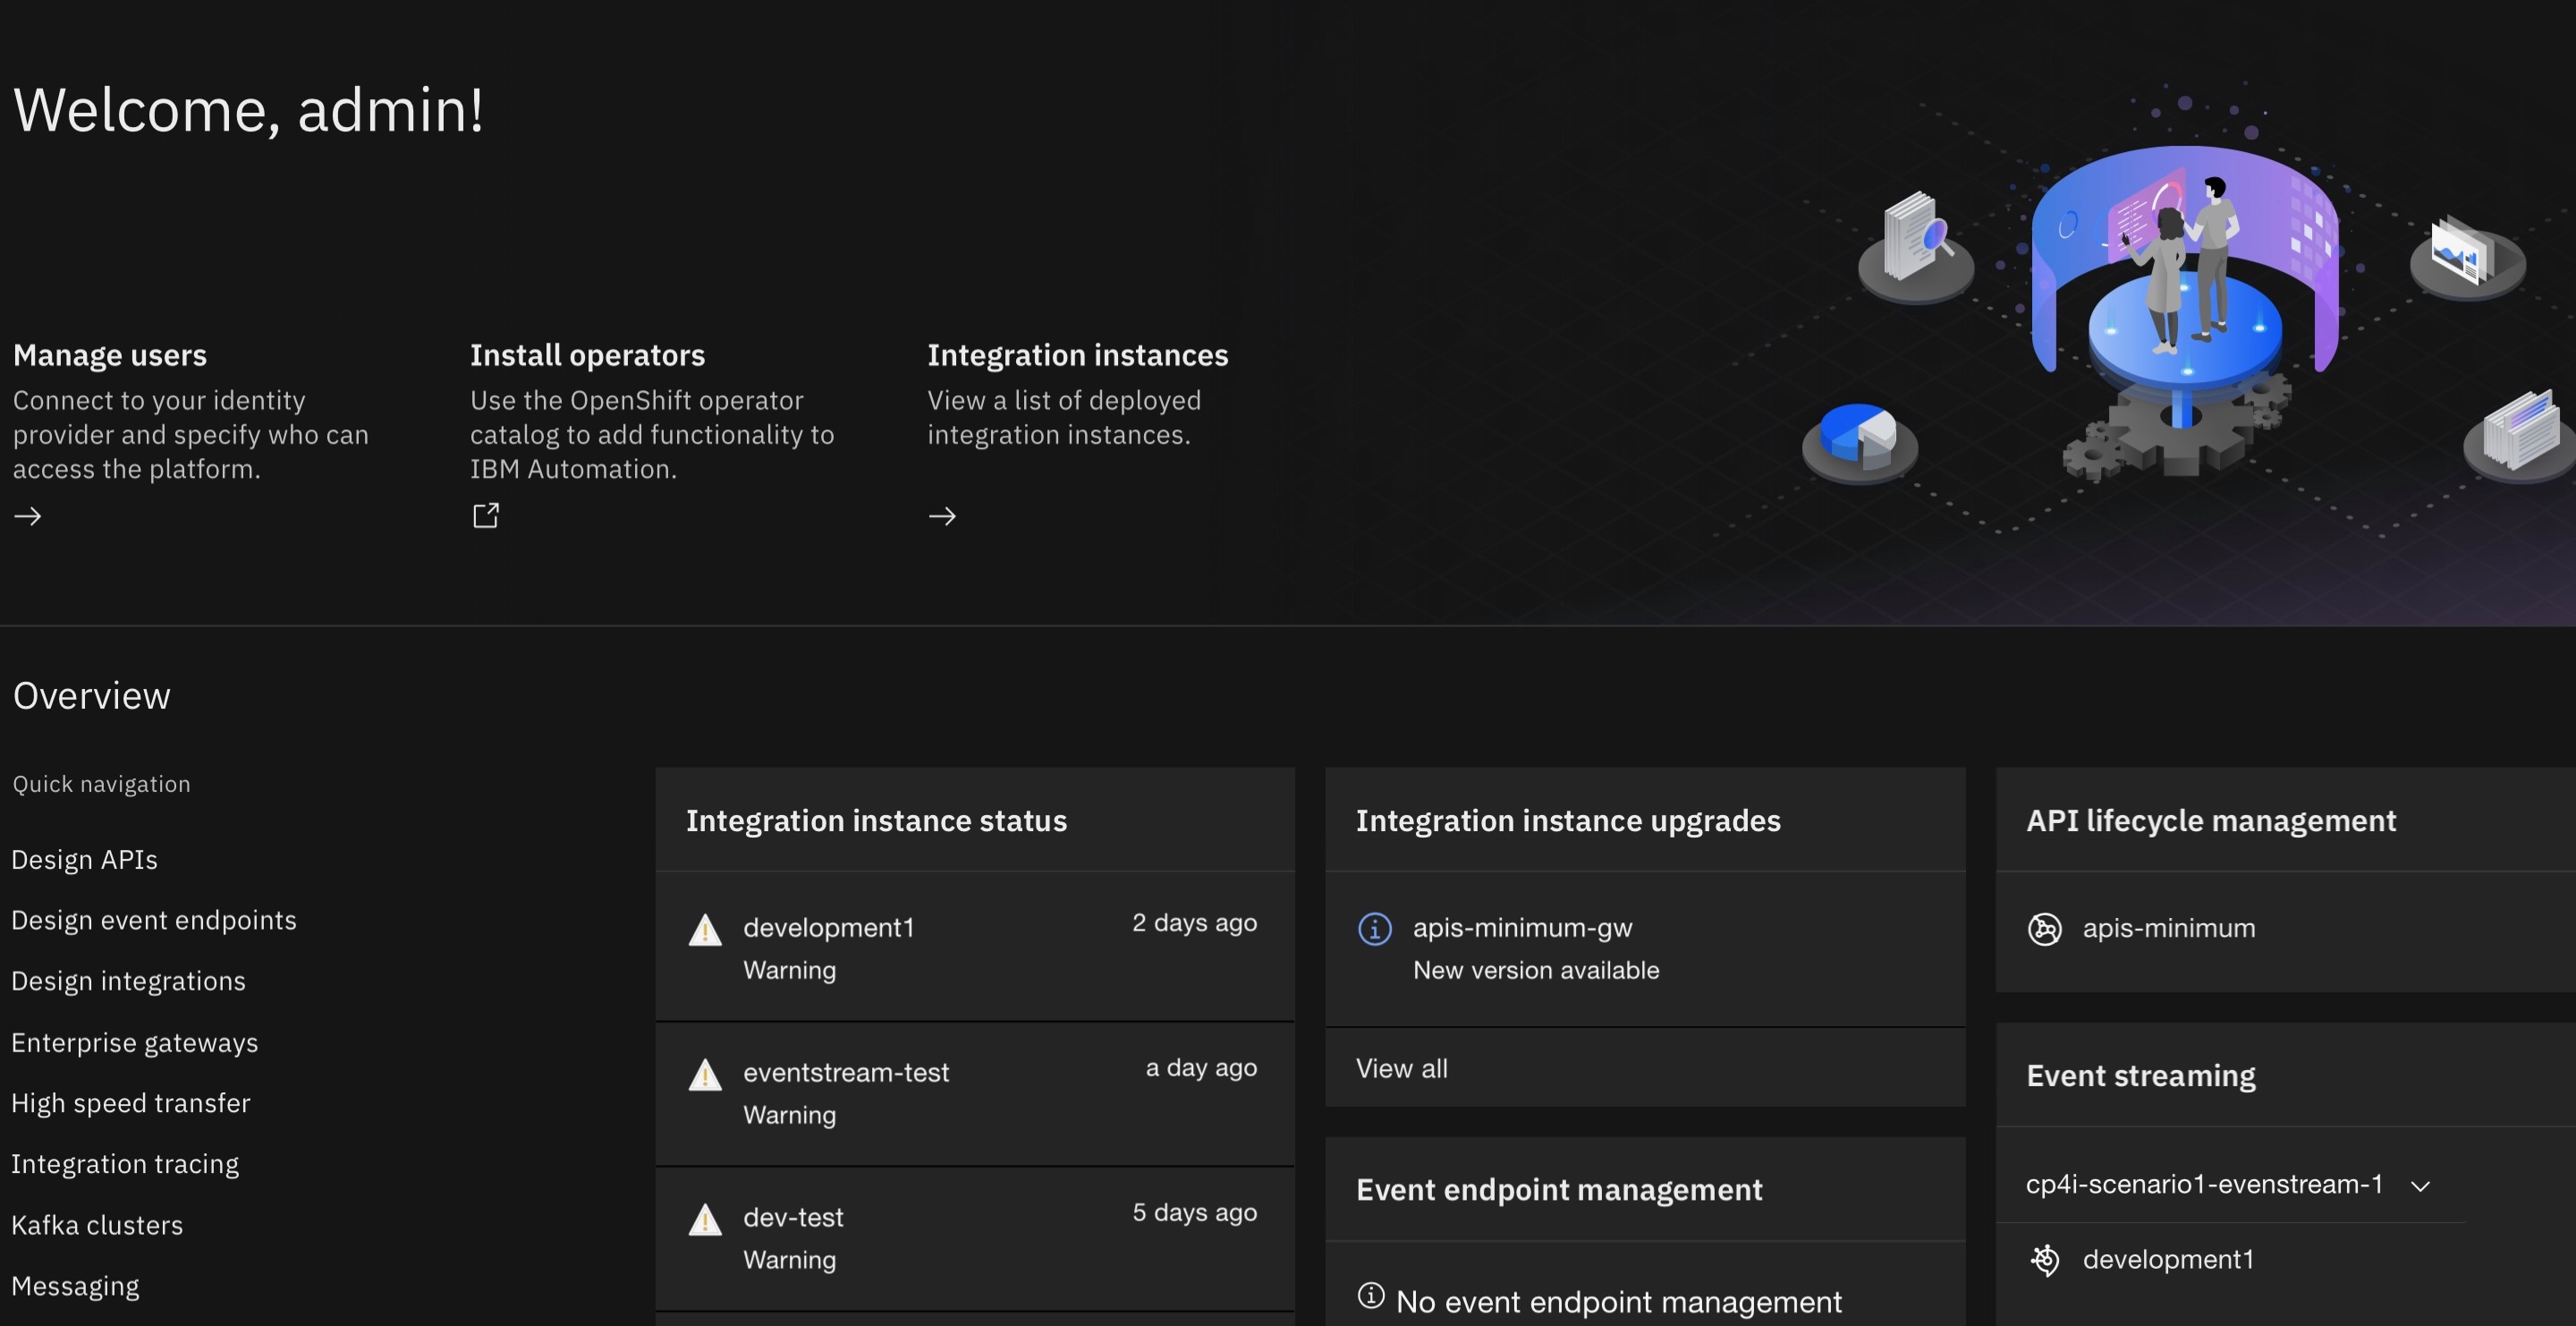 Welcome, admin!
Manage users
Connect to your identity
provider and specify who can
access the platform.
Install operators
Use the OpenShift operator
catalog to add functionality to
IBM Automation.
Integration instances
View a list of deployed
integration instances.
Overview
Quick navigation
Design APIs
Design event endpoints
Design integrations
Enterprise gateways
High speed transfer
Integration tracing
Kafka clusters
Messaging
Integration instance status
development1
2 days ago
Warning
eventstream-test
a day ago
Warning
dev-test
5 days ago
Warning
Integration instance upgrades
apis-minimum-gw
New version available
View all
Event endpoint management
No event endpoint management
API lifecycle management
apis-minimum
Event streaming
cp4i-scenario1-evenstream-1
development1